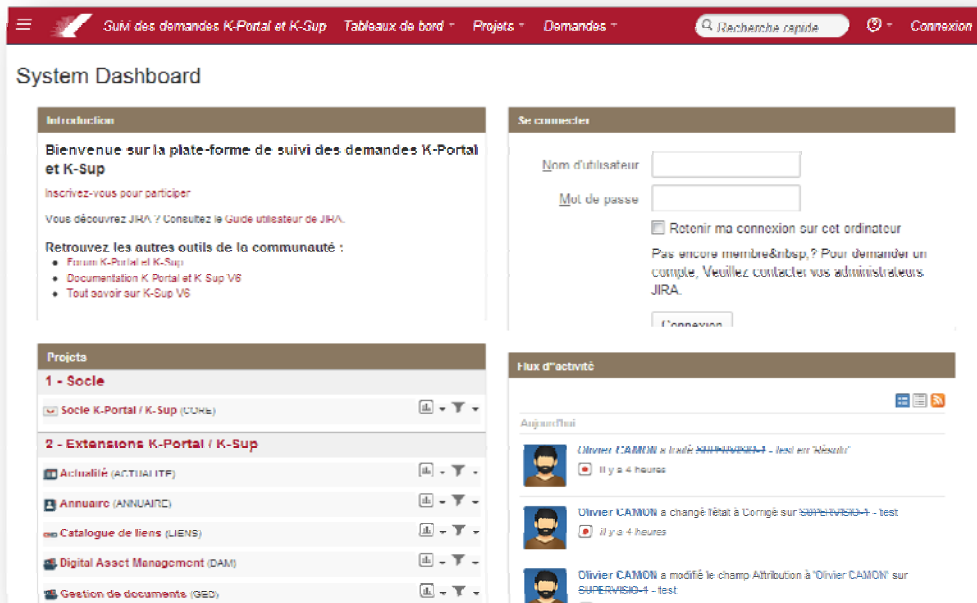 Suivi des demandes K-Portal et K-Sup Tableaux de bord Projets Demandes Recherche rapide Connexion
System Dashboard
Introduction
Bienvenue sur la plate-forme de suivi des demandes K-Portal
et K-Sup
Inscrivez-vous pour participer
Vous découvrez JIRA ? Consultez le Guide utilisateur de JIRA.
Retrouvez les autres outils de la communauté :
Forum K-Portal et K-Sup
Documentation K-Portal et K-Sup V6
Tout savoir sur K-Sup V6
Se connecter
Nom d'utilisateur
Mot de passe
Retenir ma connexion sur cet ordinateur
Pas encore membre&nbsp;? Pour demander un
compte, Veuillez contacter vos administrateurs
JIRA.
Connexion
Projets
1 - Socle
Socle K-Portal / K-Sup (CORE)
2 - Extensions K-Portal / K-Sup
Actualité (ACTUALITE)
Annuaire (ANNUAIRE)
Catalogue de liens (LIENS)
Digital Asset Management (DAM)
Gestion de documents (GED)
Flux d''activité
Aujourd'hui
Olivier CAMON a traité SUPERVISIO-1 - test en 'Résolu'
Il y a 4 heures
Olivier CAMON a changé l'état à Corrigé sur SUPERVISIO-1 - test
Il y a 4 heures
Olivier CAMON a modifié le champ Attribution à 'Olivier CAMON' sur
SUPERVISIO-1 - test